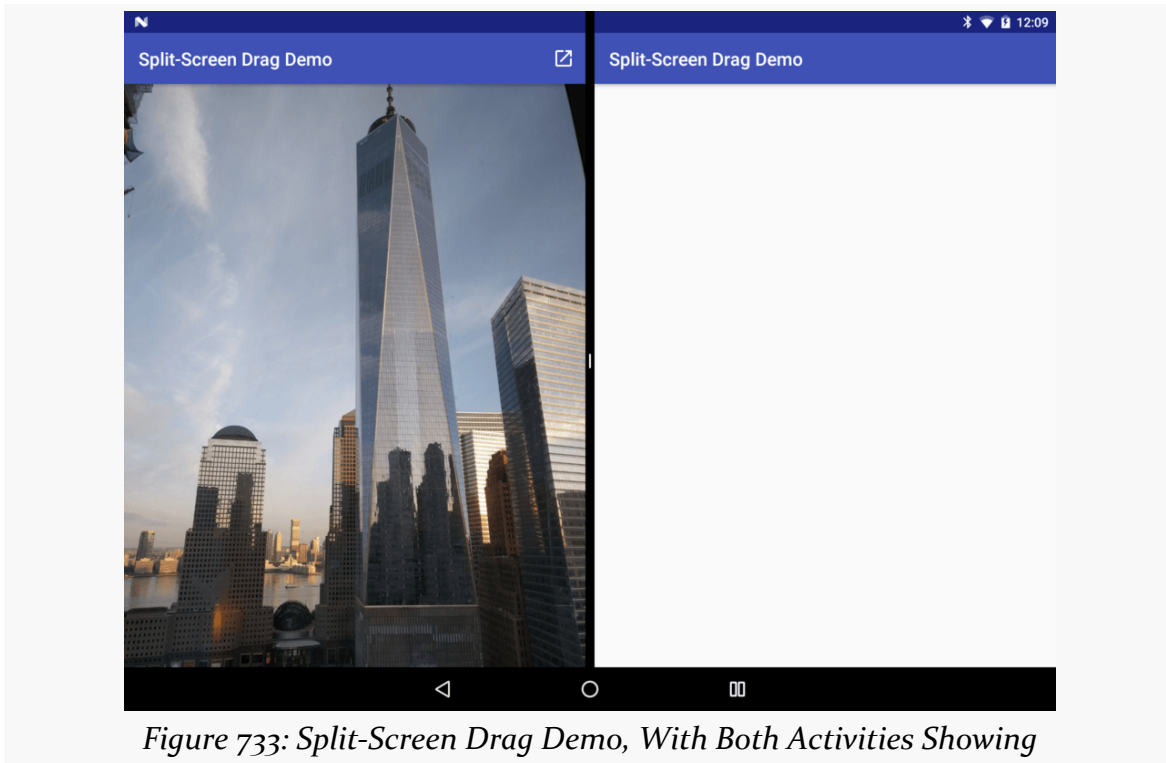 12:09
Split-Screen Drag Demo
Split-Screen Drag Demo
Figure 733: Split-Screen Drag Demo, With Both Activities Showing